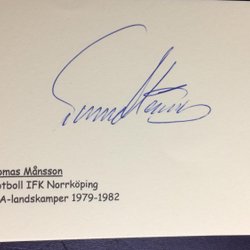 omas Månsson
otboll IFK Norrköping
A-landskamper 1979-1982